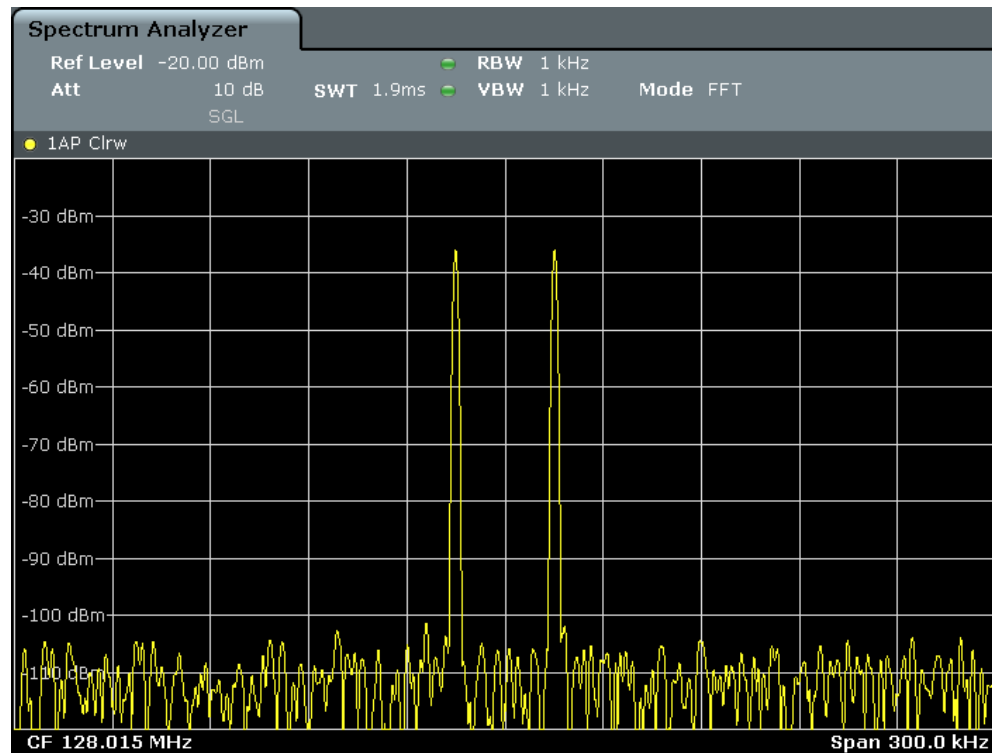 Spectrum Analyzer
Ref Level -20.00 dBm RBW 1 kHz
Att 10 dB SWT 1.9ms VBW 1 kHz Mode FFT
SGL
1AP Clrw
-30 dBm
-40 dBm
-50 dBm
-60 dBm
-70 dBm
-80 dBm
-90 dBm
-100 dBm
-110 dBm
CF 128.015 MHz Span 300.0 kHz